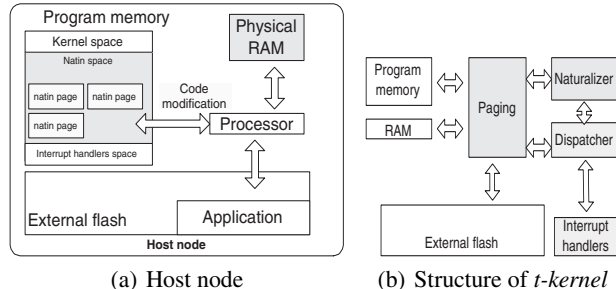 Program memory
Kernel space
Natin space
natin page
natin page
natin page
Interrupt handlers space
Code
modification
Physical
RAM
Processor
External flash
Application
Host node
(a) Host node
Program
memory
RAM
Paging
Naturalizer
Dispatcher
External flash
Interrupt
handlers
(b) Structure of t-kernel